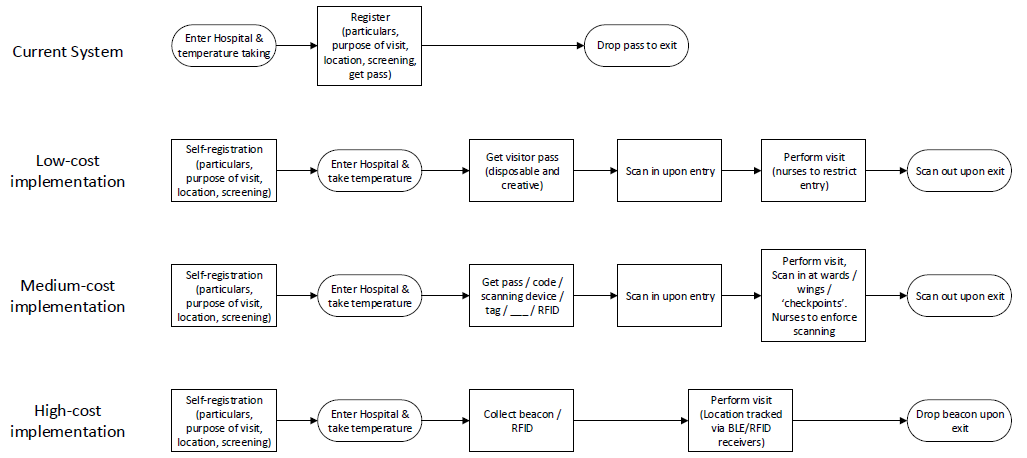 Current System
Enter Hospital &
temperature taking
Register
(particulars,
purpose of visit,
location, screening,
get pass)
Drop pass to exit
Low-cost
implementation
Self-registration
(particulars,
purpose of visit,
location, screening)
Enter Hospital &
take temperature
Get visitor pass
(disposable and
creative)
Scan in upon entry
Perform visit
(nurses to restrict
entry)
Scan out upon exit
Medium-cost
implementation
Self-registration
(particulars,
purpose of visit,
location, screening)
Enter Hospital &
take temperature
Get pass / code /
scanning device /
tag / ___ / RFID
Scan in upon entry
Perform visit,
Scan in at wards /
wings /
‘checkpoints’.
Nurses to enforce
scanning
Scan out upon exit
High-cost
implementation
Self-registration
(particulars,
purpose of visit,
location, screening)
Enter Hospital &
take temperature
Collect beacon /
RFID
Perform visit
(Location tracked
via BLE/RFID
receivers)
Drop beacon upon
exit